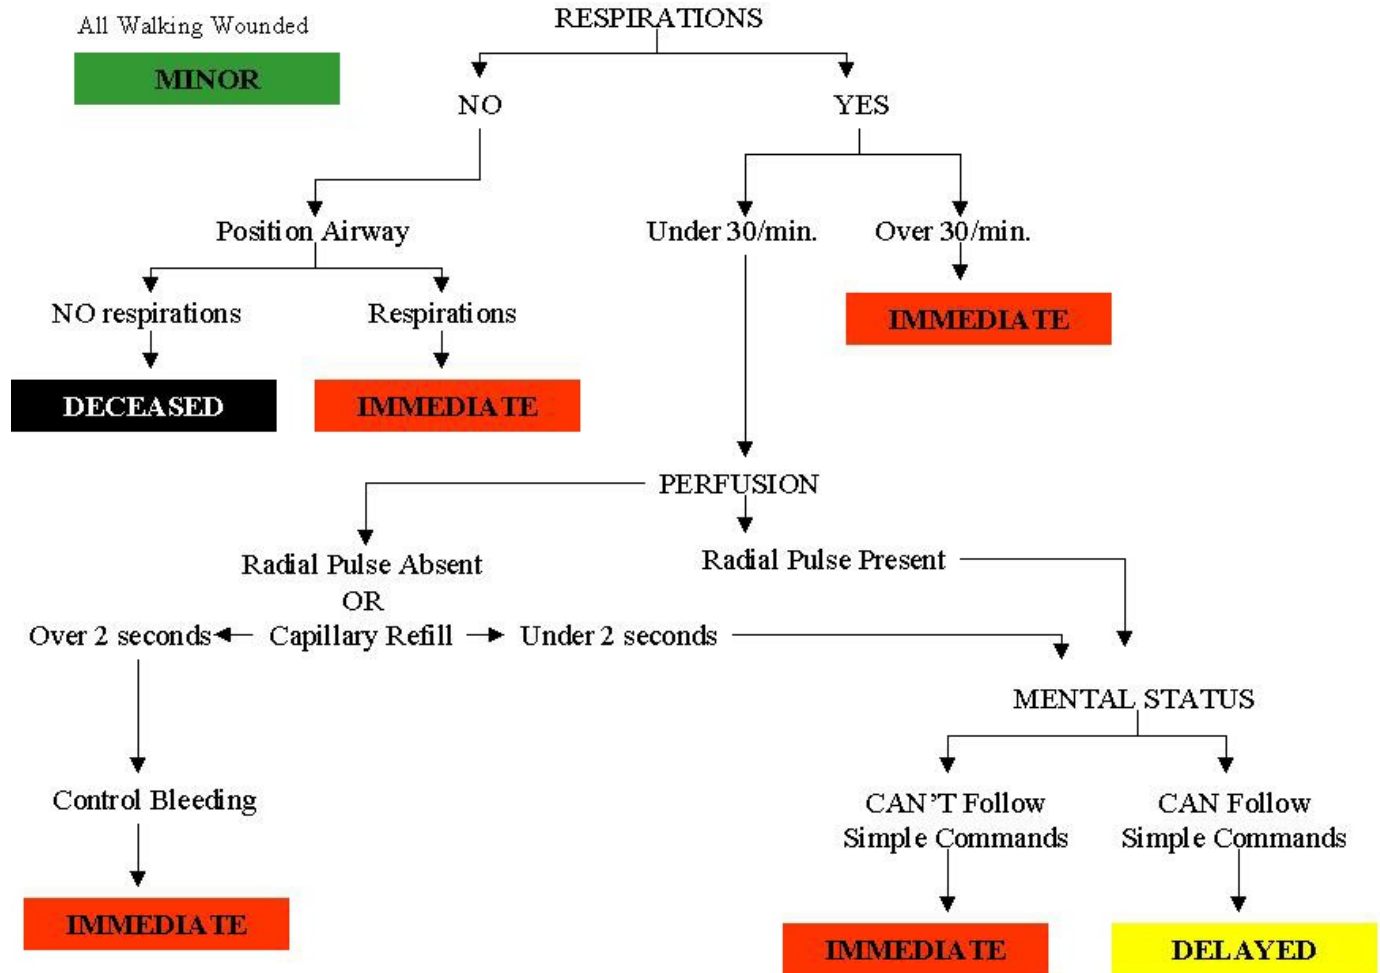 All Walking Wounded
MINOR
RESPIRATIONS
NO
YES
Position Airway
Under 30/min.
Over 30/min.
NO respirations
Respirations
IMMEDIATE
DECEASED
IMMEDIATE
PERFUSION
Radial Pulse Absent
OR
Radial Pulse Present
Over 2 seconds
Capillary Refill
Under 2 seconds
MENTAL STATUS
Control Bleeding
CAN'T Follow
Simple Commands
CAN Follow
Simple Commands
IMMEDIATE
IMMEDIATE
DELAYED